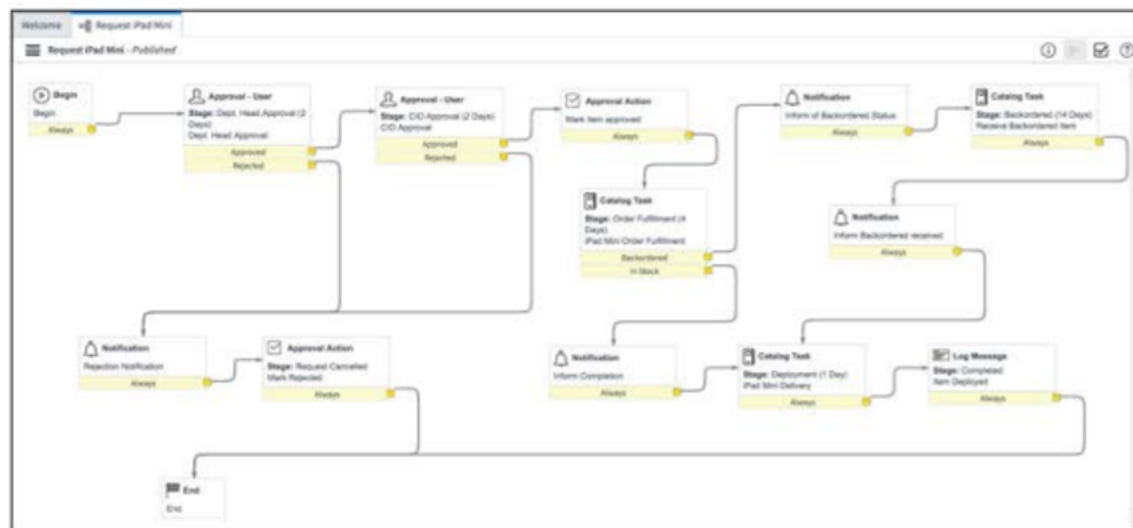 Welcome
Request iPad Mini
Request iPad Mini - Published
Begin
Begin
Always
Approval - User
Stage: Dept. Head Approval (2
Days)
Dept. Head Approval
Approved
Rejected
Approval - User
Stage: CIO Approval (2 Days)
CIO Approval
Approved
Rejected
Approval Action
Mark item approved
Always
Notification
Inform of Backordered Status
Always
Catalog Task
Stage: Backordered (14 Days)
Receive Backordered Item
Always
Catalog Task
Stage: Order Fulfillment (4
Days)
iPad Mini Order Fulfillment
Backordered
In Stock
Notification
Inform Backordered received
Always
Notification
Rejection Notification
Always
Approval Action
Stage: Request Cancelled
Mark Rejected
Always
Notification
Inform Completion
Always
Catalog Task
Stage: Deployment (1 Day)
iPad Mini Delivery
Always
Log Message
Stage: Completed
Item Deployed
Always
End
End